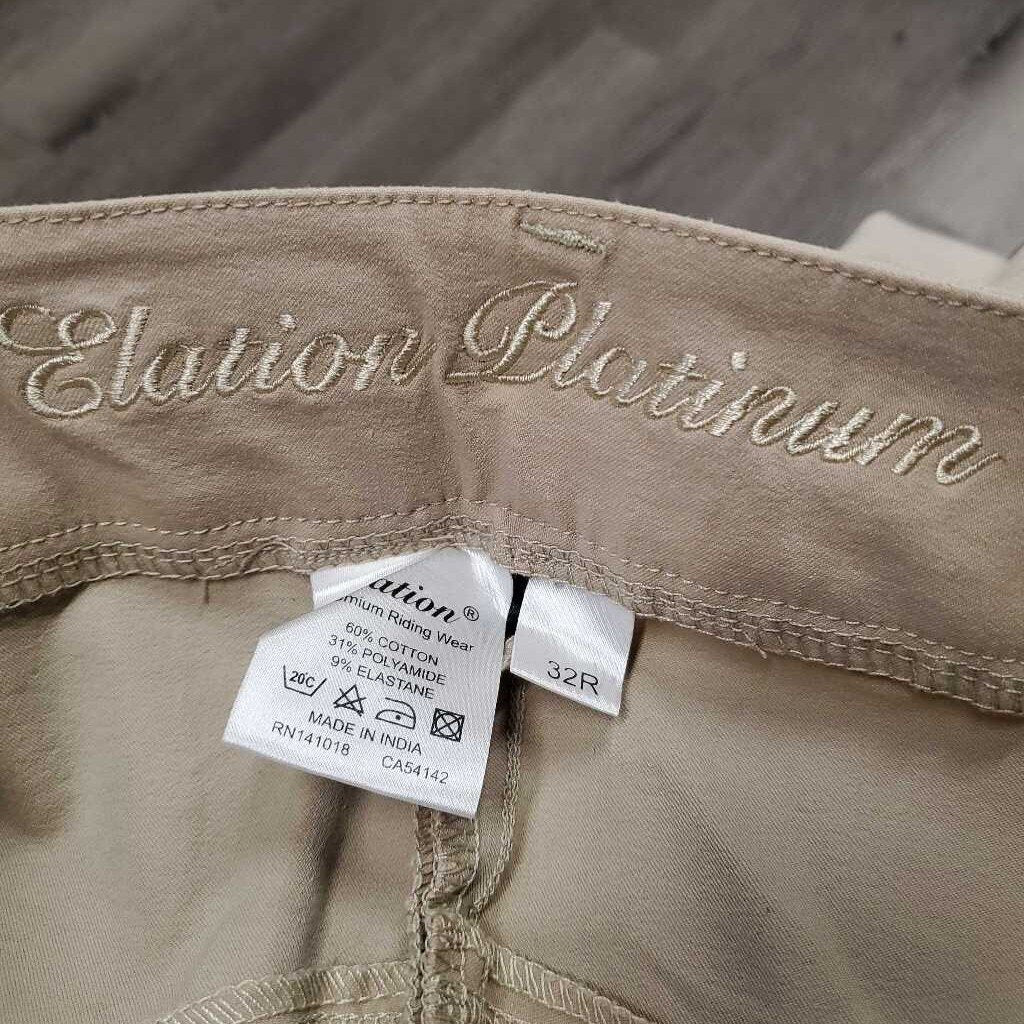 Elation Platinum
ation®
mium Riding Wear
60% COTTON
31% POLYAMIDE
9% ELASTANE
20c
MADE IN INDIA
RN141018 CA54142
32R